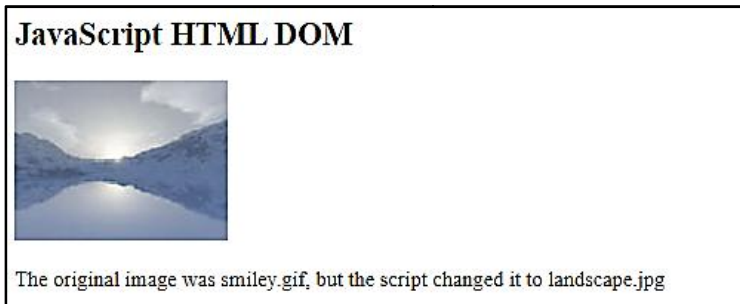 JavaScript HTML DOM
The original image was smiley.gif, but the script changed it to landscape.jpg